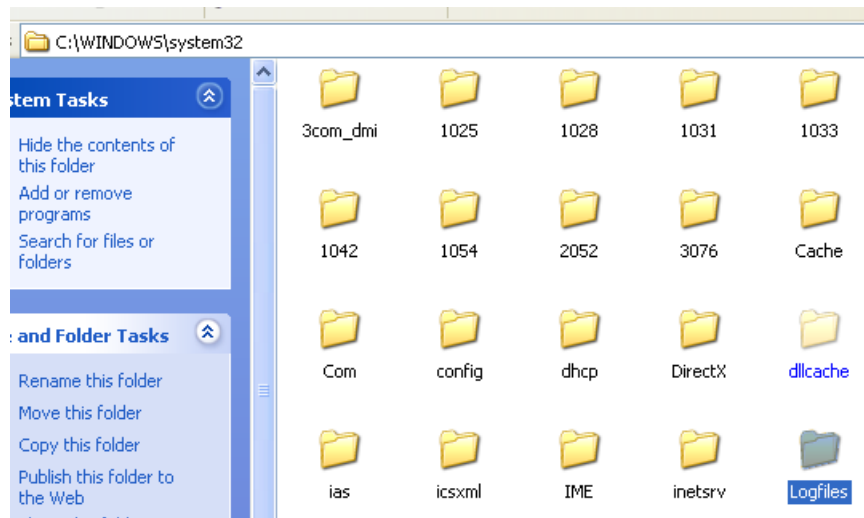 C:\WINDOWS\system32
stem Tasks
Hide the contents of
this folder
Add or remove
programs
Search for files or
folders
and Folder Tasks
Rename this folder
Move this folder
Copy this folder
Publish this folder to
the Web
3com_dmi 1025 1028 1031 1033
1042 1054 2052 3076 Cache
Com config dhcp DirectX dllcache
ias icsxml IME inetsrv Logfiles